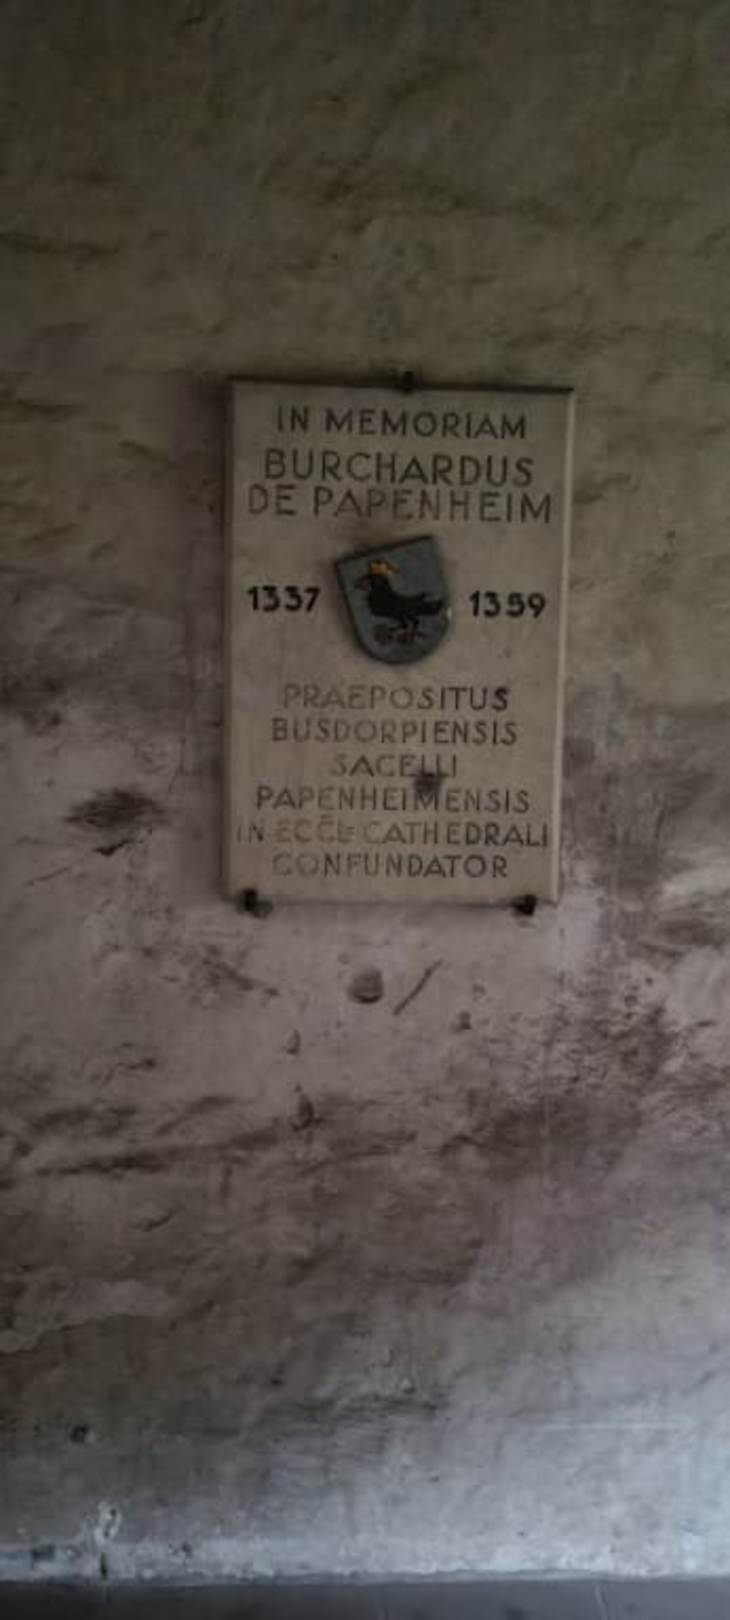 IN MEMORIAM
BURCHARDUS
DE PAPENHEIM
1337 1359
PRAEPOSITUS
BUSDORPIENSIS
SACELLI
PAPENHEIMENSIS
IN ECCL̄E CATHEDRALI
CONFUNDATOR